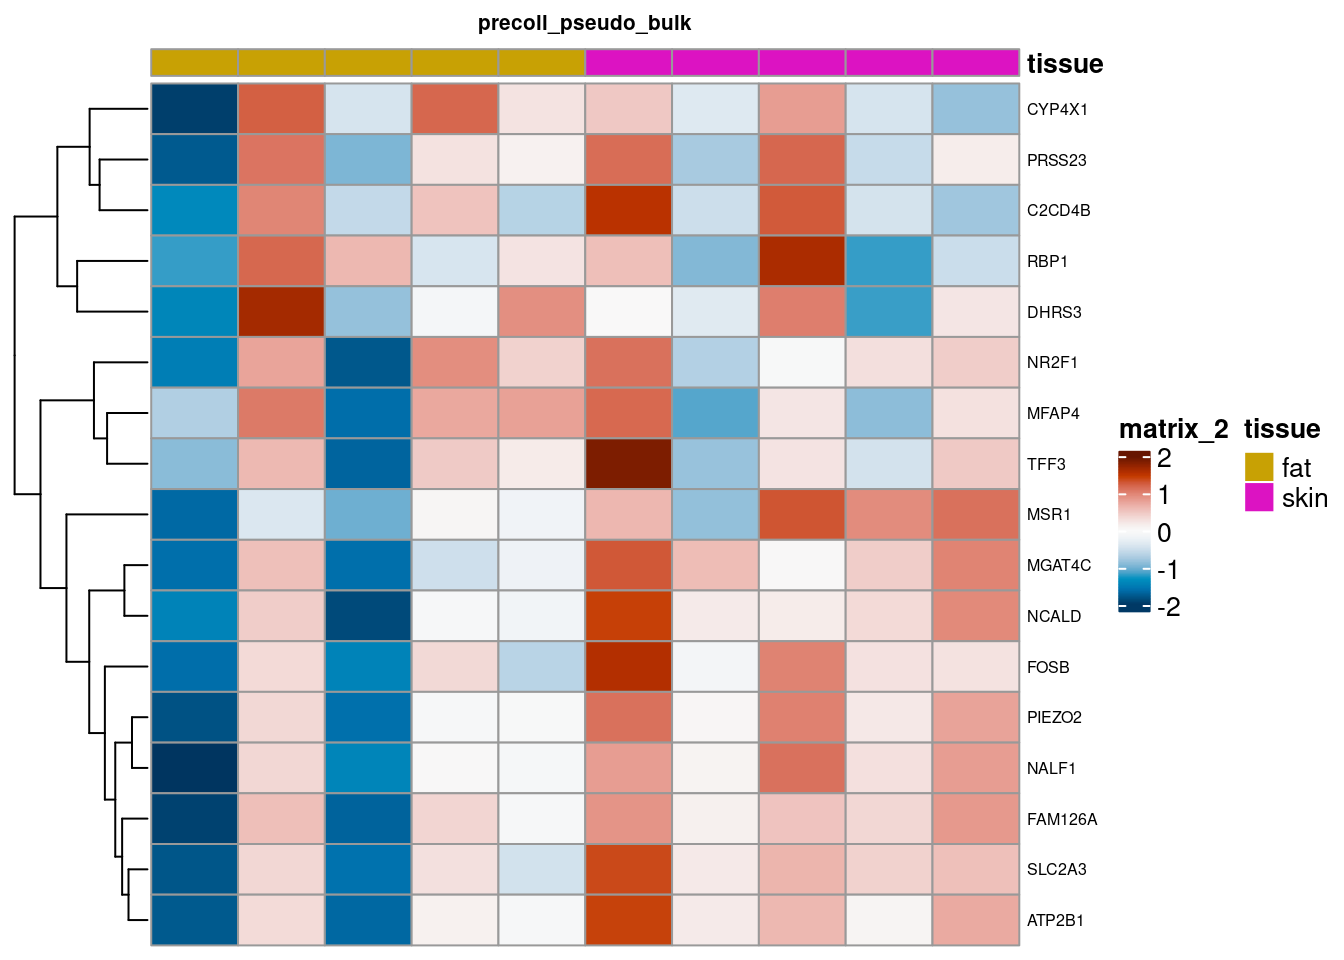 precoll_pseudo_bulk
tissue
CYP4X1
PRSS23
C2CD4B
RBP1
DHRS3
NR2F1
MFAP4
TFF3
MSR1
MGAT4C
NCALD
FOSB
PIEZO2
NALF1
FAM126A
SLC2A3
ATP2B1
matrix_2
2
1
0
-1
-2
tissue
fat
skin